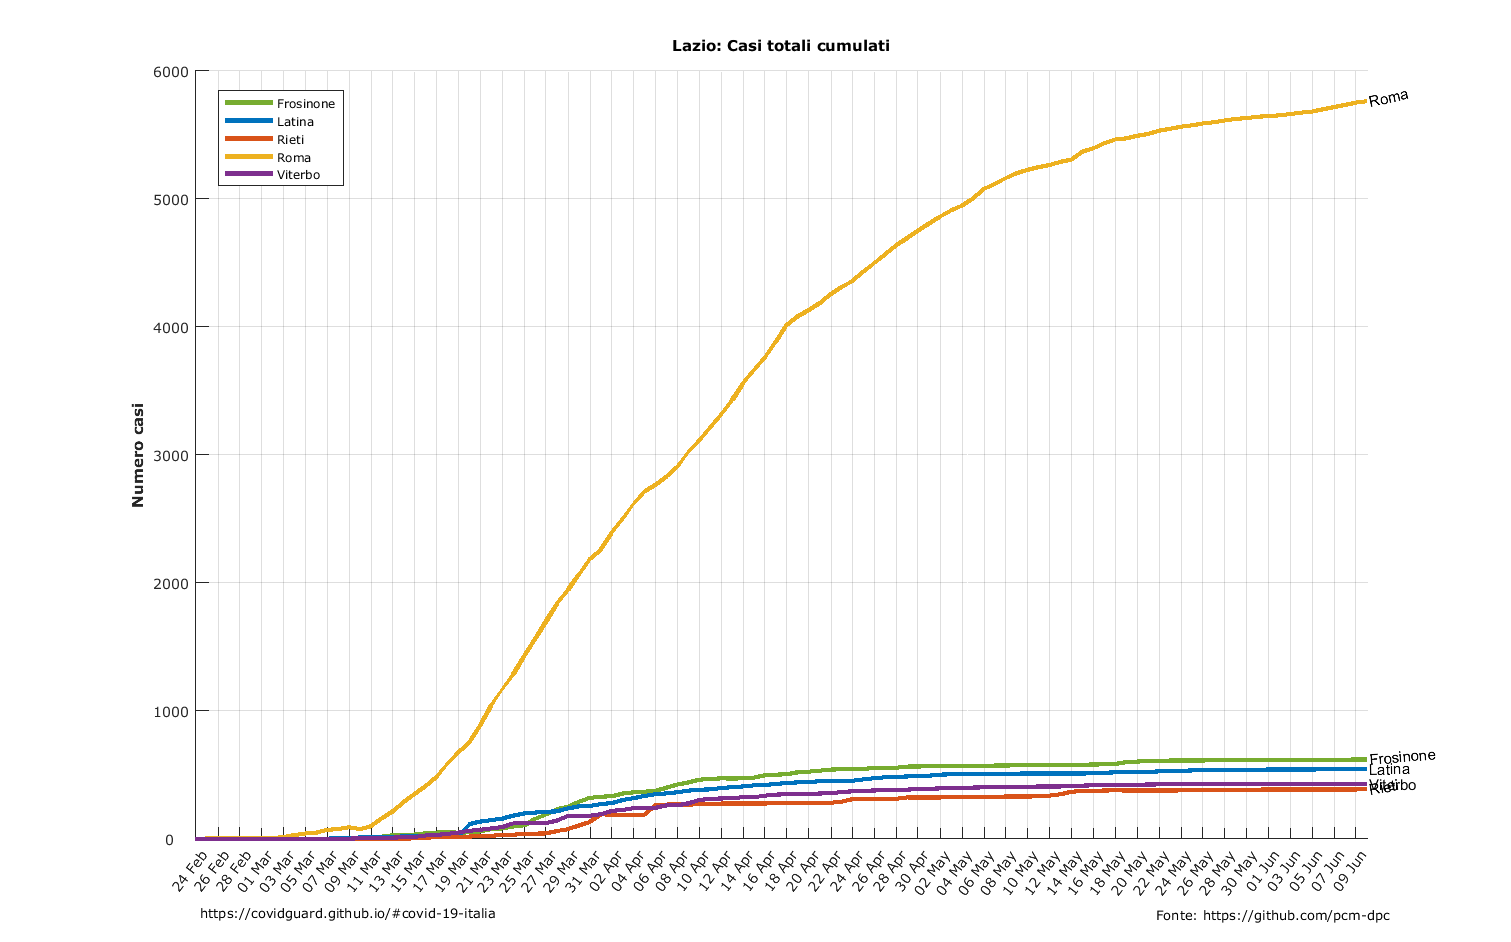 Lazio: Casi totali cumulati
6000
5000
4000
3000
2000
1000
0
Numero casi
Frosinone
Latina
Rieti
Roma
Viterbo
Roma
Frosinone
Latina
Viterbo
Rieti
24 Feb
26 Feb
28 Feb
01 Mar
03 Mar
05 Mar
07 Mar
09 Mar
11 Mar
13 Mar
15 Mar
17 Mar
19 Mar
21 Mar
23 Mar
25 Mar
27 Mar
29 Mar
31 Mar
02 Apr
04 Apr
06 Apr
08 Apr
10 Apr
12 Apr
14 Apr
16 Apr
18 Apr
20 Apr
22 Apr
24 Apr
26 Apr
28 Apr
30 Apr
02 May
04 May
06 May
08 May
10 May
12 May
14 May
16 May
18 May
20 May
22 May
24 May
26 May
28 May
30 May
01 Jun
03 Jun
05 Jun
07 Jun
09 Jun
https://covidguard.github.io/#covid-19-italia
Fonte: https://github.com/pcm-dpc